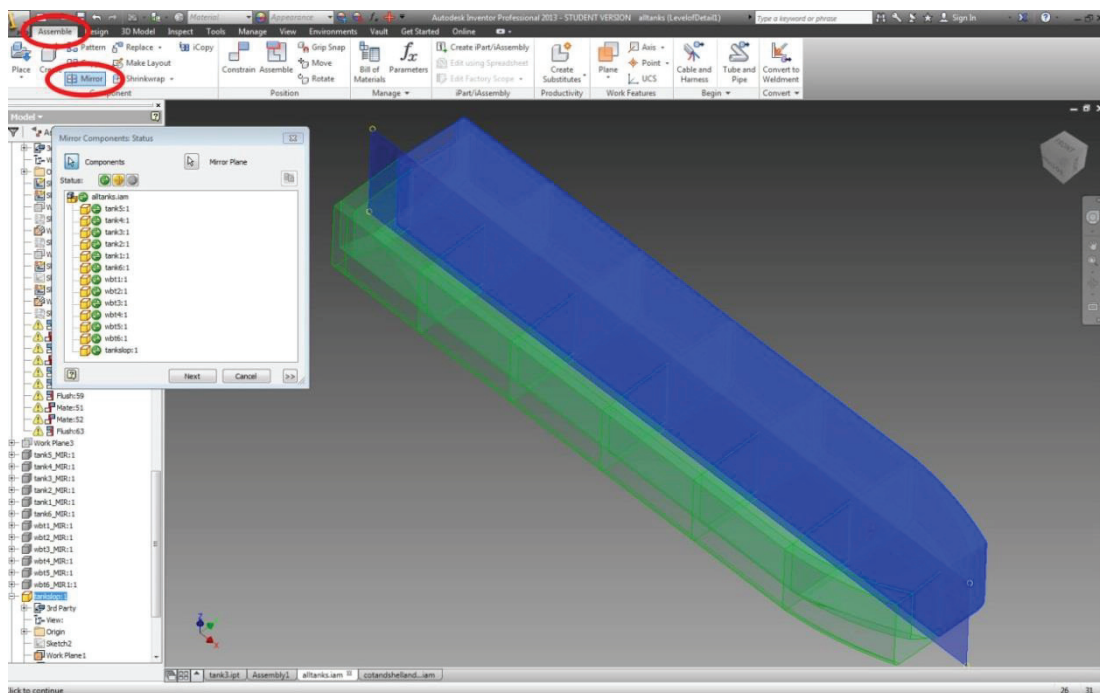 Material
Appearance
Autodesk Inventor Professional 2013 - STUDENT VERSION alltanks (LevelofDetail1)
Type a keyword or phrase
Sign In
Assemble Design 3D Model Inspect Tools Manage View Environments Vault Get Started Online
Pattern Replace iCopy Grip Snap Create iPart/iAssembly Axis
Make Layout Move Edit using Spreadsheet Point
Place Constrain Assemble Bill of Materials Parameters Create Substitutes Plane Cable and Harness Tube and Pipe Convert to Weldment
Mirror Shrinkwrap Rotate Edit Factory Scope UCS
Position Manage iPart/iAssembly Productivity Work Features Begin Convert
Model
Mirror Components: Status
Components Mirror Plane
Status:
alltanks.iam
tank5:1
tank4:1
tank3:1
tank2:1
tank1:1
tank6:1
wbt1:1
wbt2:1
wbt3:1
wbt4:1
wbt5:1
wbt6:1
tankslop:1
Next Cancel >>
Flush:59
Mate:51
Mate:52
Flush:63
Work Plane3
tank5_MIR:1
tank4_MIR:1
tank3_MIR:1
tank2_MIR:1
tank1_MIR:1
tank6_MIR:1
wbt1_MIR:1
wbt2_MIR:1
wbt3_MIR:1
wbt4_MIR:1
wbt5_MIR:1
wbt6_MIR1:1
tankslop:1
3rd Party
View:
Origin
Sketch2
Work Plane1
FRONT
Z
X
tank3.ipt Assembly1 alltanks.iam cotandshelland...iam
lick to continue
26 31